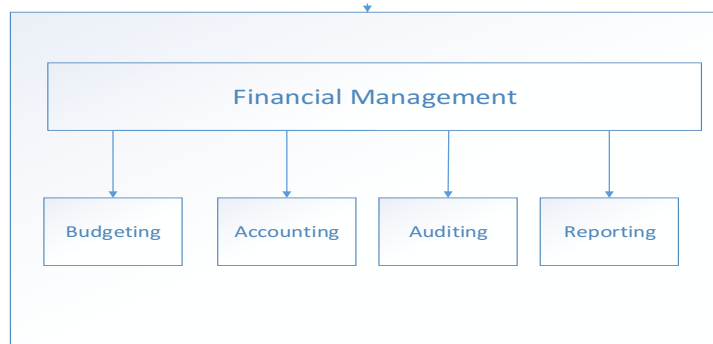 Financial Management
Budgeting
Accounting
Auditing
Reporting